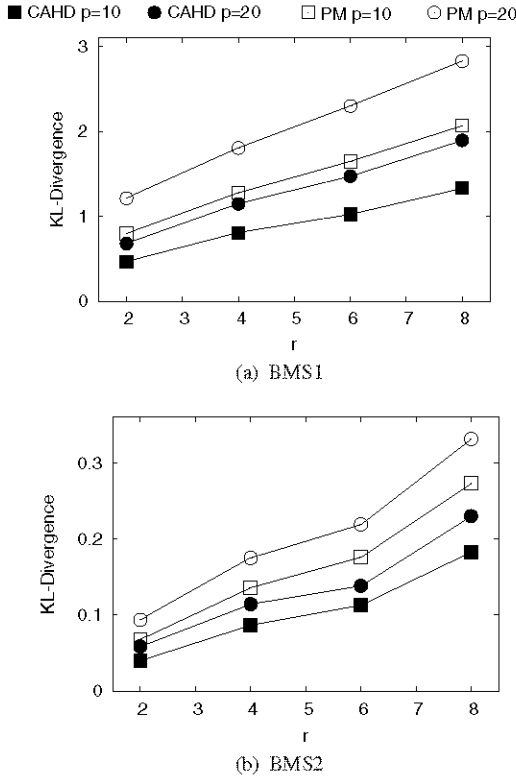 CAHD p=10 CAHD p=20 PM p=10 PM p=20
3
2
1
0
KL-Divergence
2 3 4 5 6 7 8
r
(a) BMS1
0.3
0.2
0.1
0
KL-Divergence
2 3 4 5 6 7 8
r
(b) BMS2